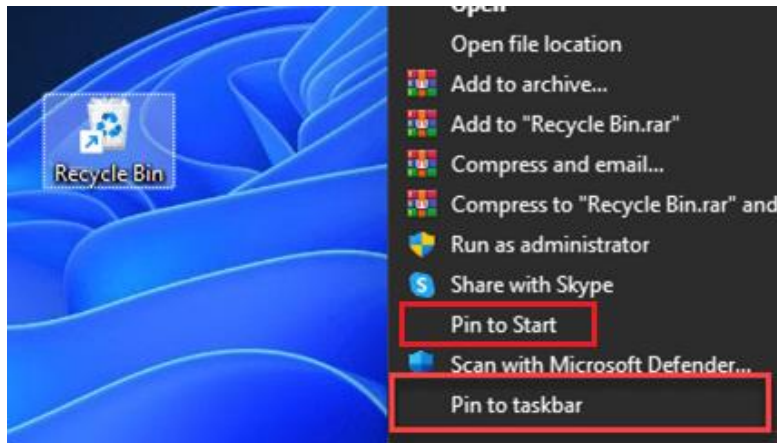 Recycle Bin
Open
Open file location
Add to archive...
Add to "Recycle Bin.rar"
Compress and email...
Compress to "Recycle Bin.rar" and
Run as administrator
Share with Skype
Pin to Start
Scan with Microsoft Defender...
Pin to taskbar